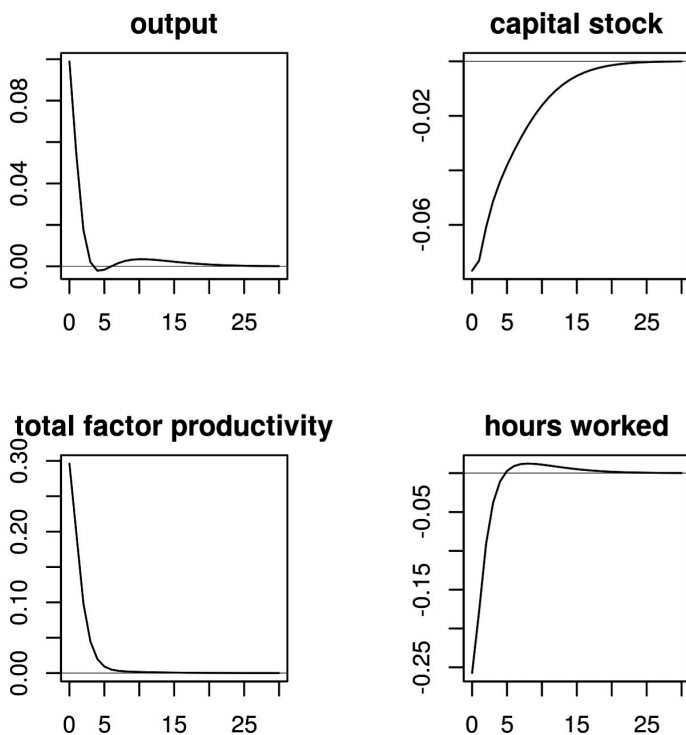 output
0.08
0.04
0.00
0 5 15 25
capital stock
-0.02
-0.06
0 5 15 25
total factor productivity
0.30
0.20
0.10
0.00
0 5 15 25
hours worked
-0.05
-0.15
-0.25
0 5 15 25